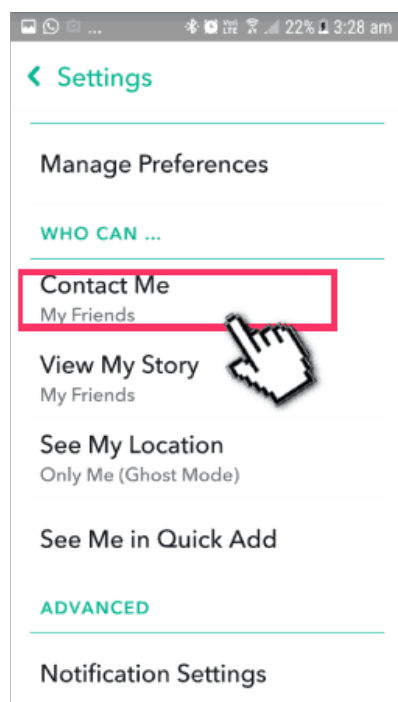 ... 22% 3:28 am
Settings
Manage Preferences
WHO CAN ...
Contact Me
My Friends
View My Story
My Friends
See My Location
Only Me (Ghost Mode)
See Me in Quick Add
ADVANCED
Notification Settings